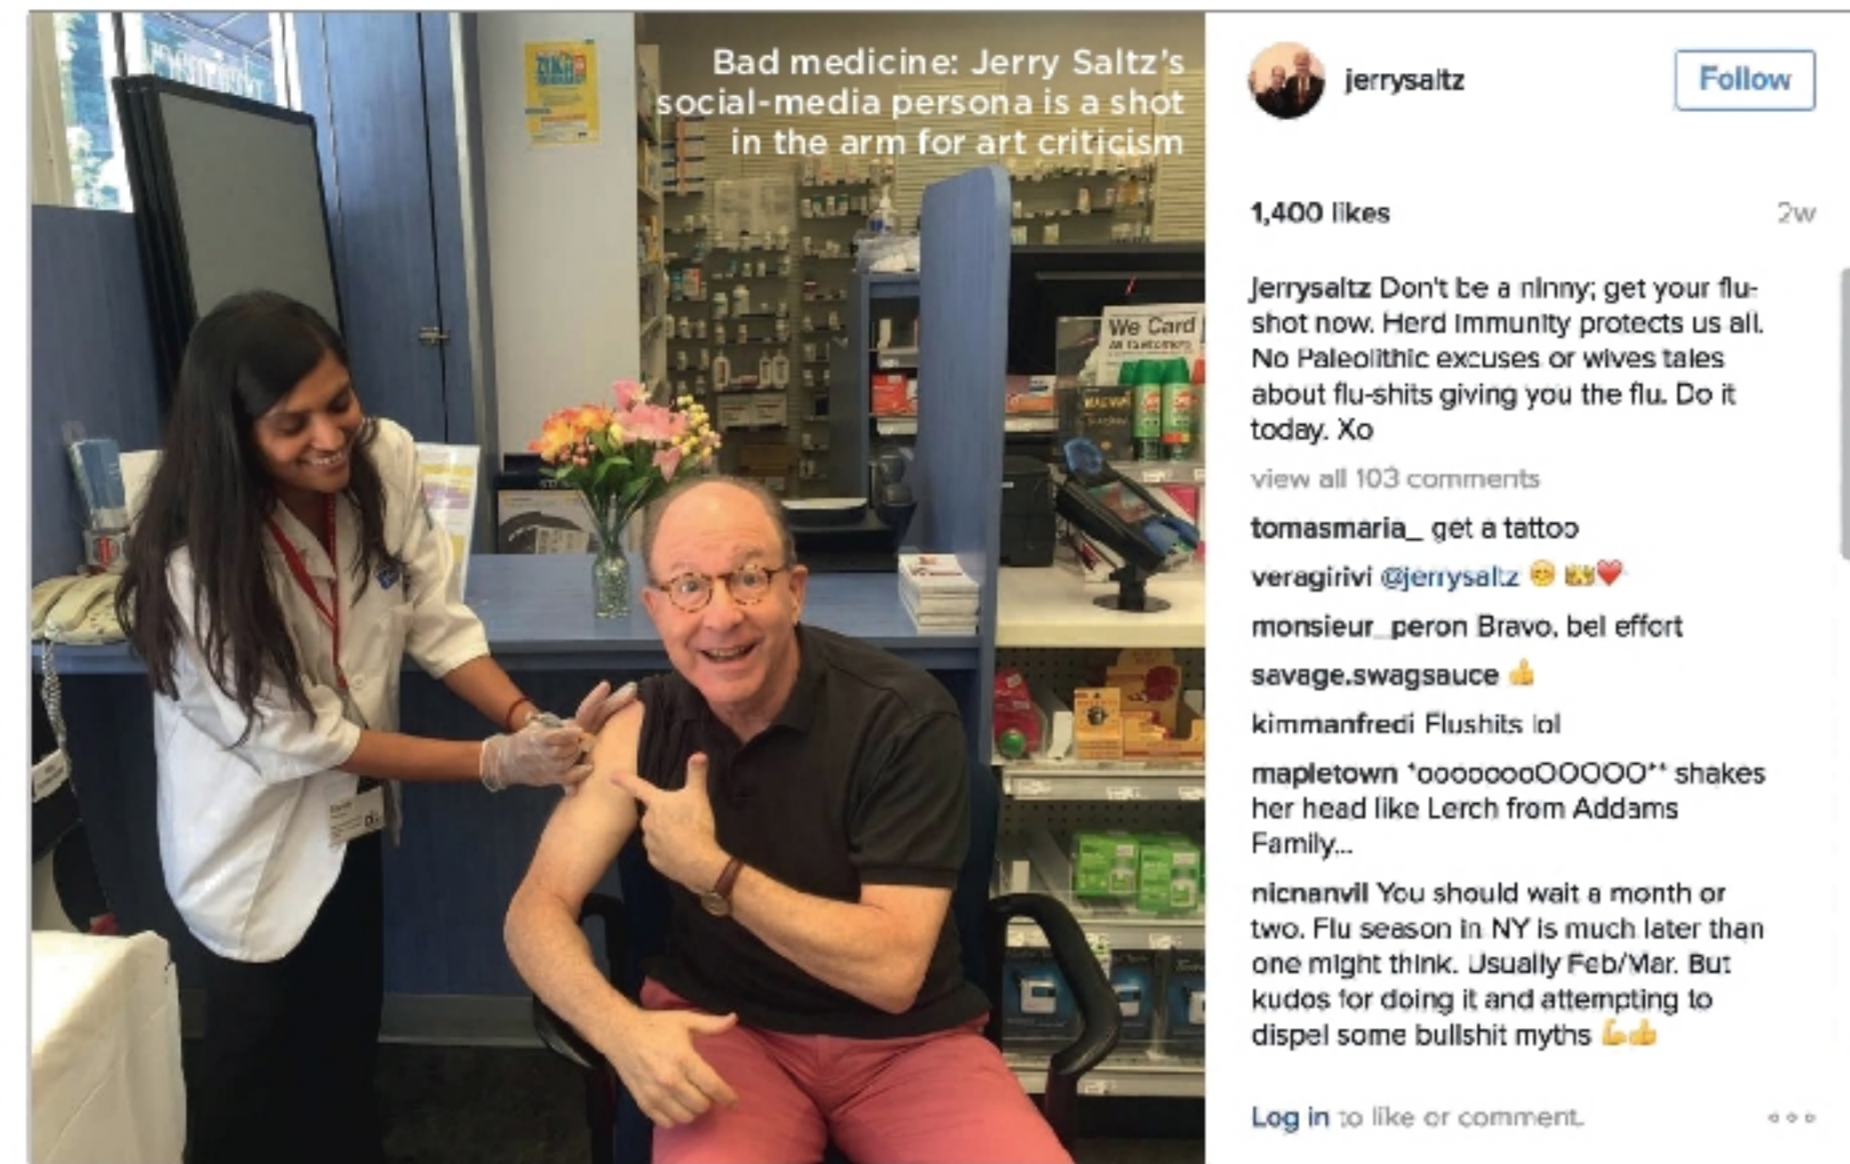 Bad medicine: Jerry Saltz's
social-media persona is a shot
in the arm for art criticism
ZIKA
We Card
All Customers
jerrysaltz
Follow
1,400 likes
2w
jerrysaltz Don't be a ninny; get your flu-
shot now. Herd immunity protects us all.
No Paleolithic excuses or wives tales
about flu-shits giving you the flu. Do it
today. Xo
view all 103 comments
tomasmaria_ get a tattoo
veragirivi @jerrysaltz 😁 👑❤️
monsieur_peron Bravo, bel effort
savage.swagsauce 👍
kimmanfredi Flushits lol
mapletown *oooooooOOOOO** shakes
her head like Lerch from Addams
Family...
nicnanvil You should wait a month or
two. Flu season in NY is much later than
one might think. Usually Feb/Mar. But
kudos for doing it and attempting to
dispel some bullshit myths 💪👍
Log in to like or comment.